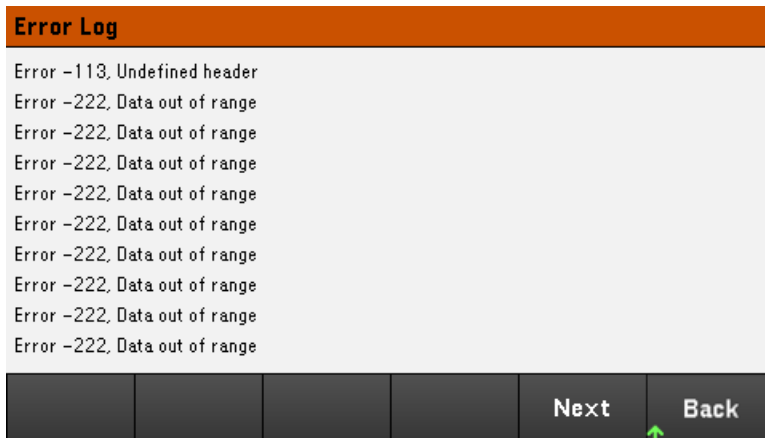 Error Log
Error -113, Undefined header
Error -222, Data out of range
Error -222, Data out of range
Error -222, Data out of range
Error -222, Data out of range
Error -222, Data out of range
Error -222, Data out of range
Error -222, Data out of range
Error -222, Data out of range
Error -222, Data out of range
Next Back